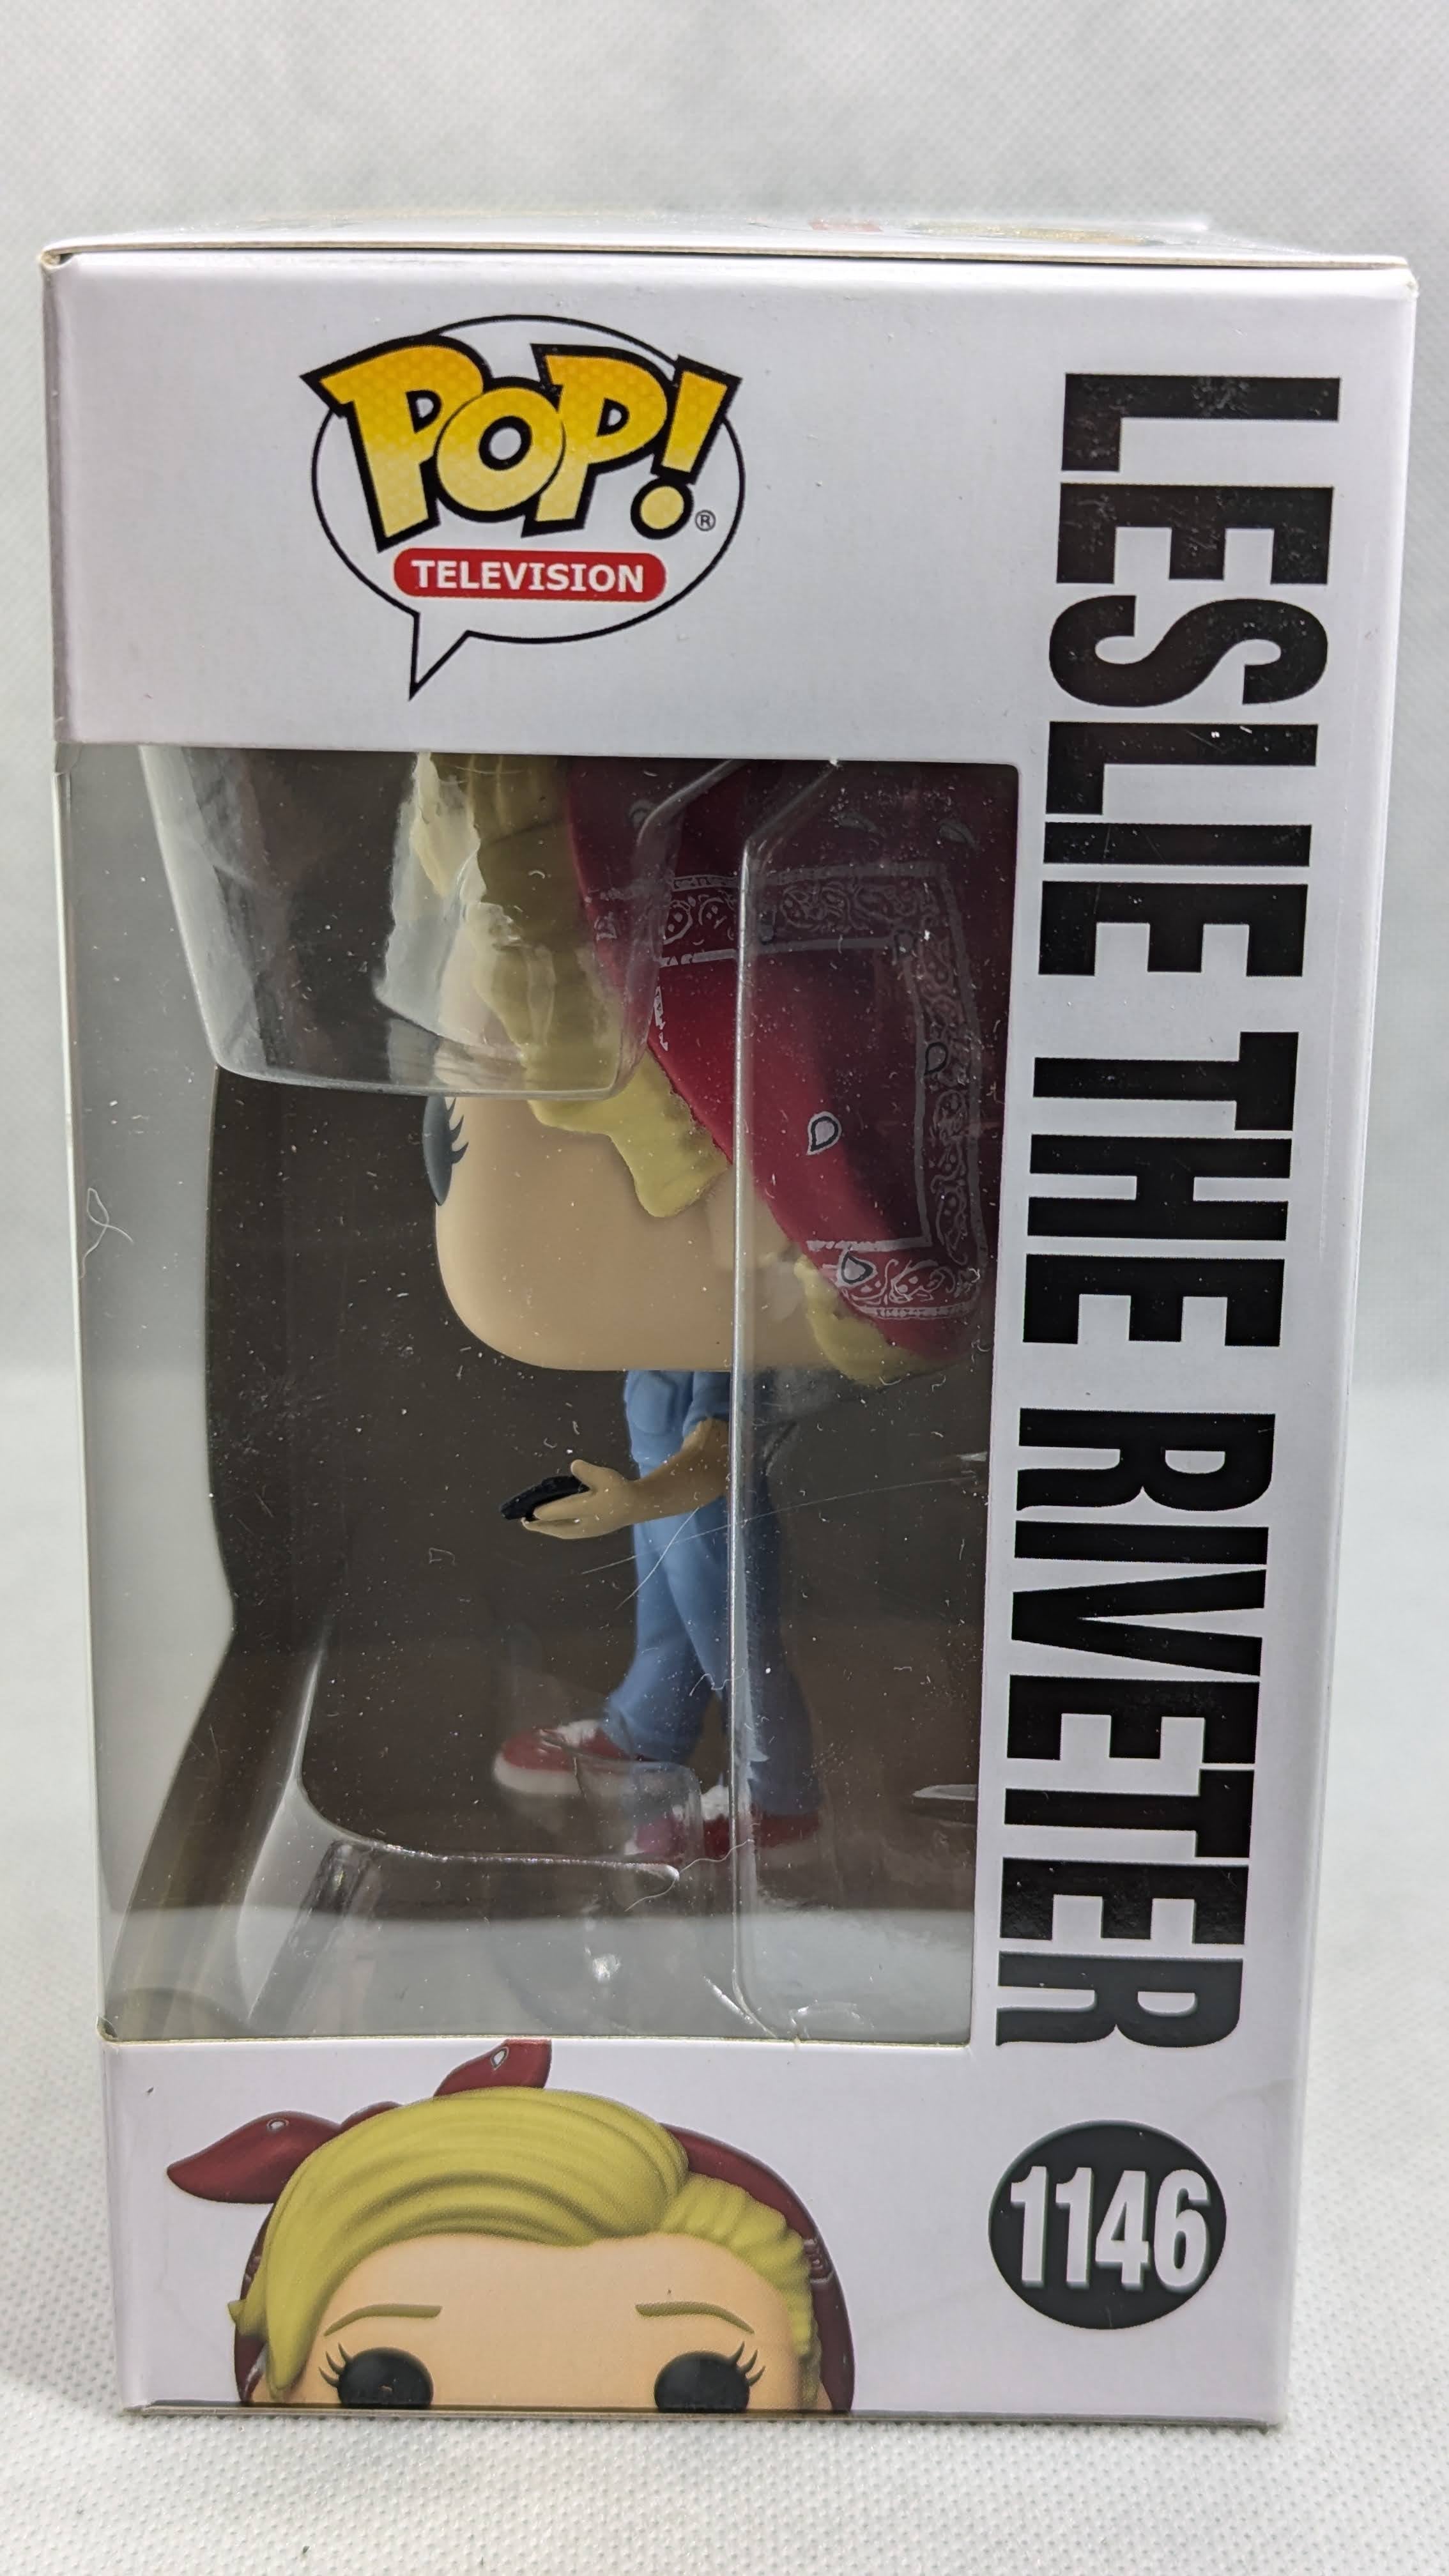 POP!®
TELEVISION
LESLIE THE RIVETER
1146